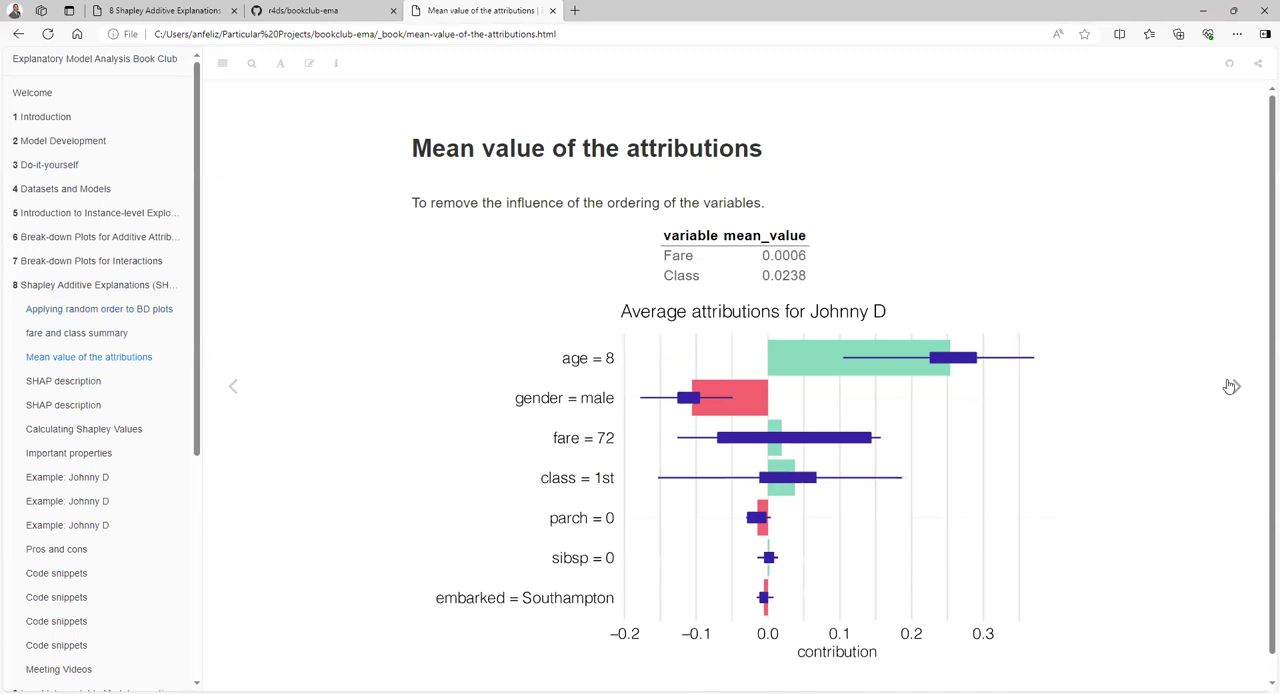 8 Shapley Additive Explanations
r4ds/bookclub-ema
Mean value of the attributions |
File
C:/Users/anfeliz/Particular%20Projects/bookclub-ema/_book/mean-value-of-the-attributions.html
Explanatory Model Analysis Book Club
Welcome
1 Introduction
2 Model Development
3 Do-it-yourself
4 Datasets and Models
5 Introduction to Instance-level Explo...
6 Break-down Plots for Additive Attrib...
7 Break-down Plots for Interactions
8 Shapley Additive Explanations (SH...
Applying random order to BD plots
fare and class summary
Mean value of the attributions
SHAP description
SHAP description
Calculating Shapley Values
Important properties
Example: Johnny D
Example: Johnny D
Example: Johnny D
Pros and cons
Code snippets
Code snippets
Code snippets
Code snippets
Meeting Videos
Mean value of the attributions
To remove the influence of the ordering of the variables.
variable mean_value
Fare 0.0006
Class 0.0238
Average attributions for Johnny D
age = 8
gender = male
fare = 72
class = 1st
parch = 0
sibsp = 0
embarked = Southampton
−0.2 −0.1 0.0 0.1 0.2 0.3
contribution